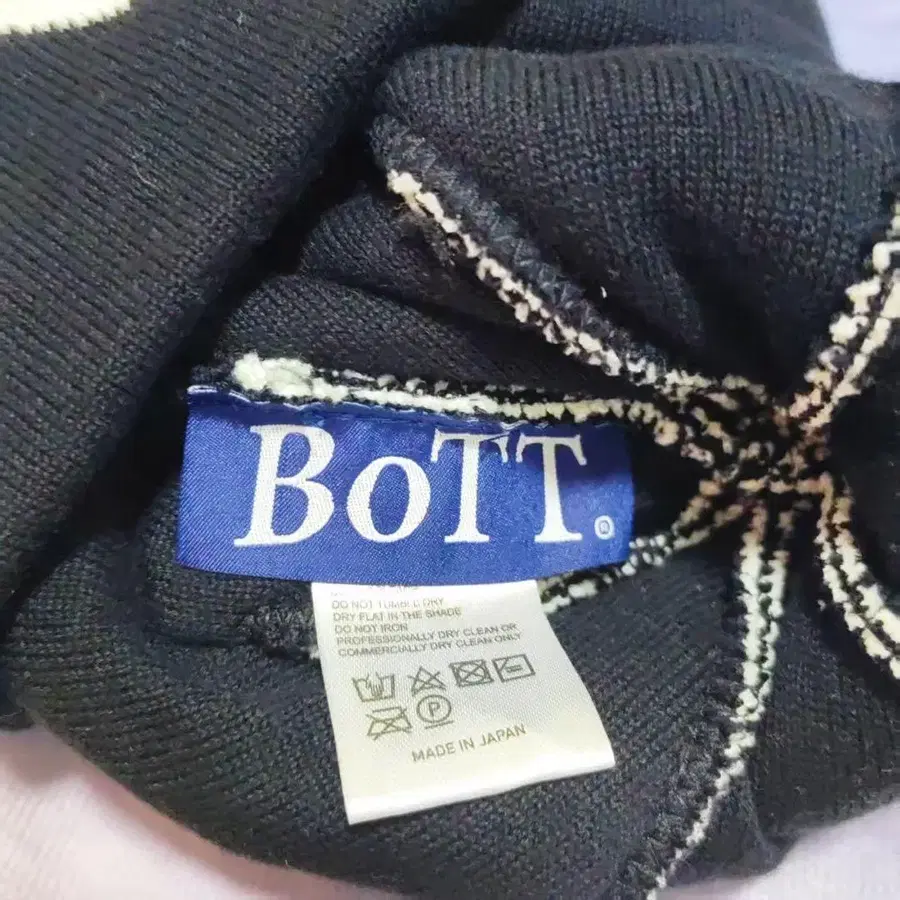 BoTT.®
DO NOT TUMBLE DRY
DRY FLAT IN THE SHADE
DO NOT IRON
PROFESSIONALLY DRY CLEAN OR
COMMERCIALLY DRY CLEAN ONLY
P
MADE IN JAPAN